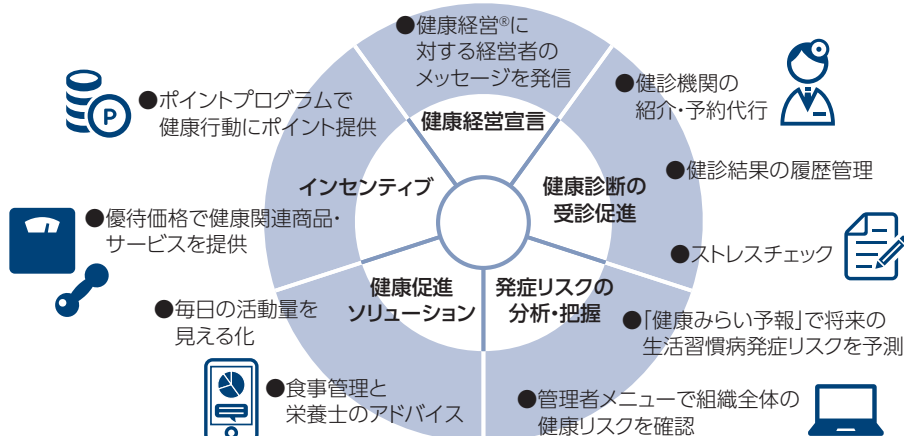 ●健康経営®に
対する経営者の
メッセージを発信
●健診機関の
紹介・予約代行
●健診結果の履歴管理
●ストレスチェック
●「健康みらい予報」で将来の
生活習慣病発症リスクを予測
●管理者メニューで組織全体の
健康リスクを確認
●食事管理と
栄養士のアドバイス
●毎日の活動量を
見える化
●優待価格で健康関連商品・
サービスを提供
●ポイントプログラムで
健康行動にポイント提供
P
健康経営宣言
健康診断の
受診促進
発症リスクの
分析・把握
健康促進
ソリューション
インセンティブ